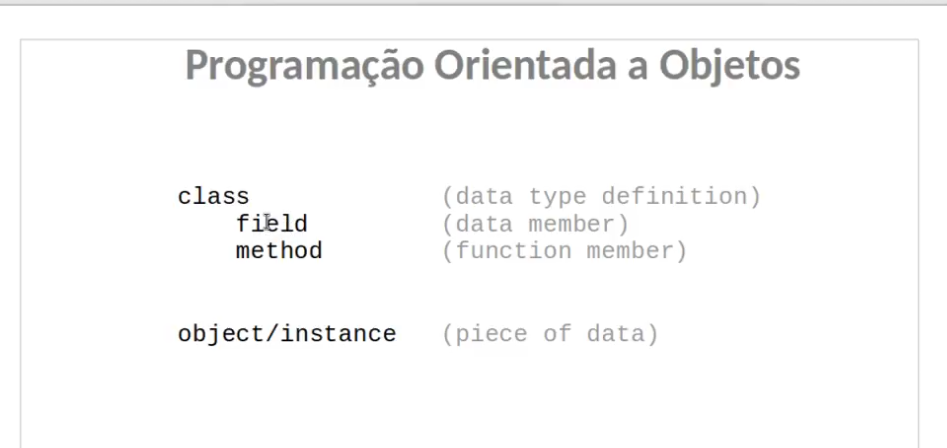 Programação Orientada a Objetos
class (data type definition)
field (data member)
method (function member)
object/instance (piece of data)